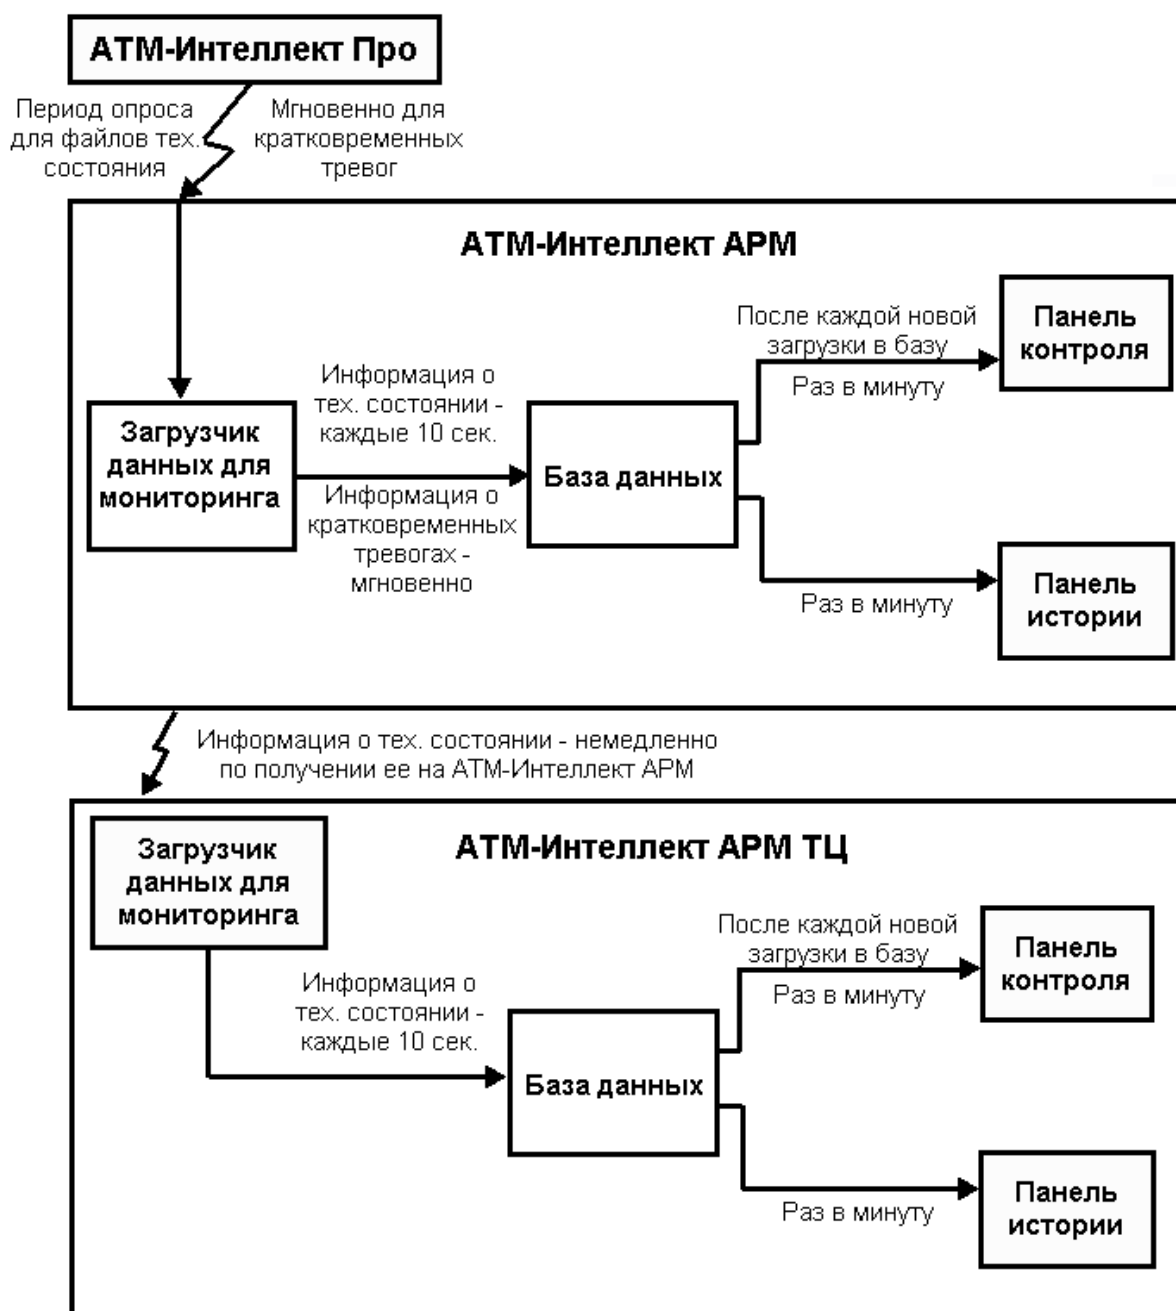 АТМ-Интеллект Про
Период опроса
для файлов тех.
состояния
Мгновенно для
кратковременных
тревог
АТМ-Интеллект АРМ
После каждой новой
загрузки в базу
Раз в минуту
Панель
контроля
Информация о
тех. состоянии -
каждые 10 сек.
Загрузчик
данных для
мониторинга
База данных
Информация о
кратковременных
тревогах -
мгновенно
Раз в минуту
Панель
истории
Информация о тех. состоянии - немедленно
по получении ее на АТМ-Интеллект АРМ
Загрузчик
данных для
мониторинга
АТМ-Интеллект АРМ ТЦ
После каждой новой
загрузки в базу
Раз в минуту
Панель
контроля
Информация о
тех. состоянии -
каждые 10 сек.
База данных
Раз в минуту
Панель
истории